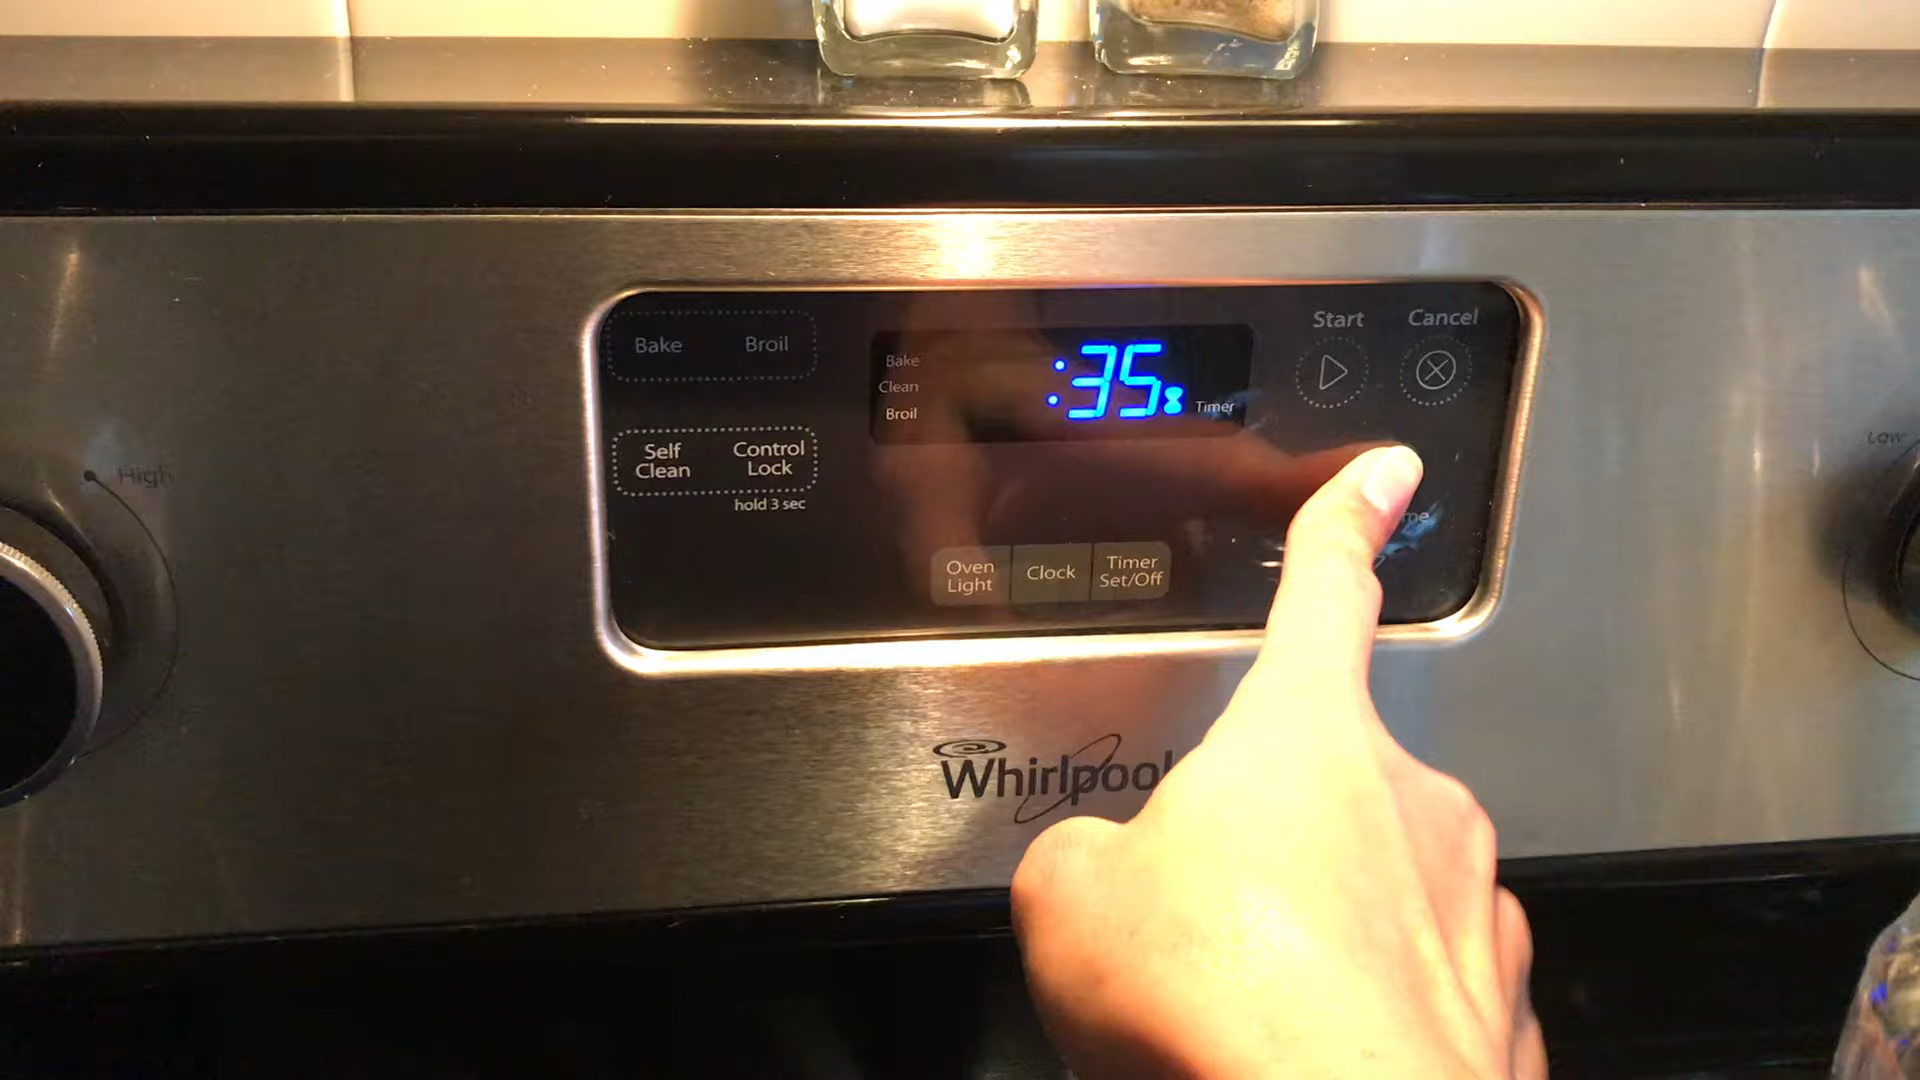 Bake Broil
Self Clean
Control Lock
hold 3 sec
Bake
Clean
Broil
:35
Timer
Start
Cancel
Oven Light
Clock
Timer Set/Off
Whirlpool
High
Low